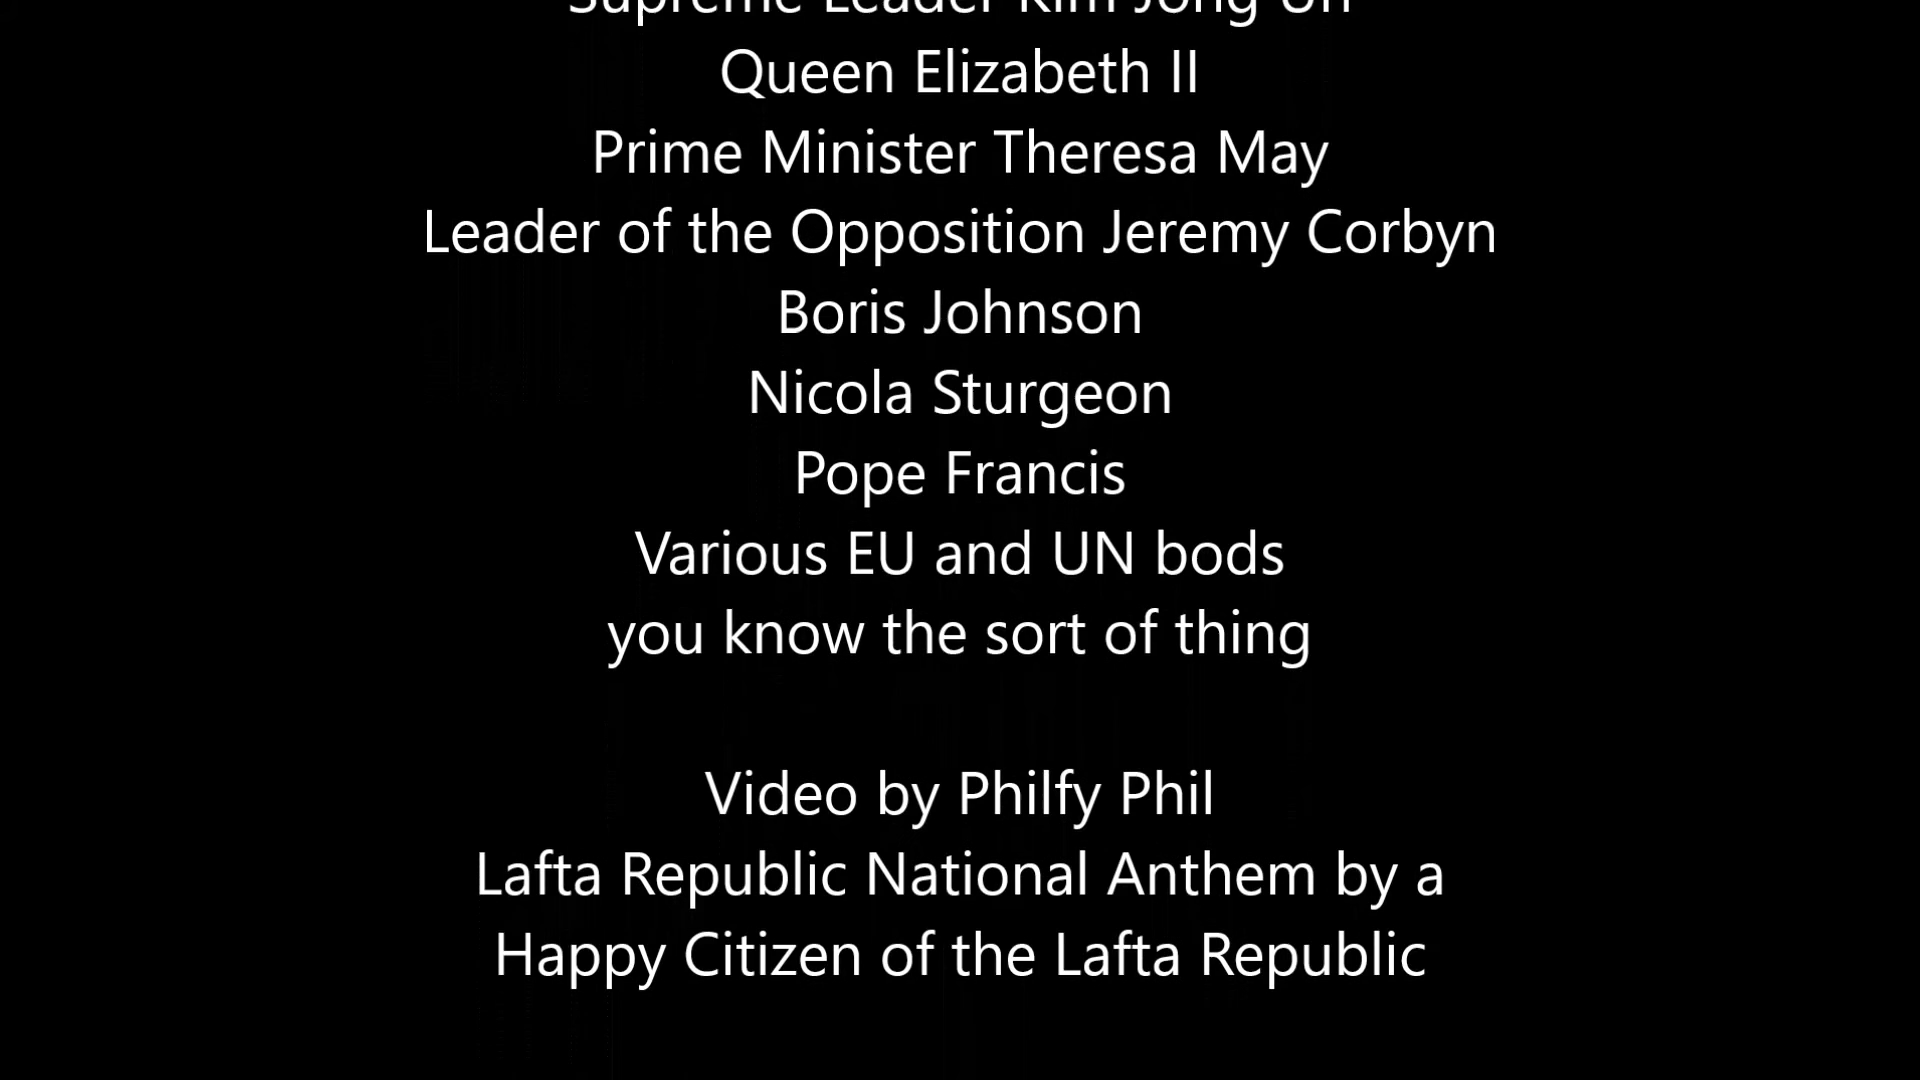 Supreme Leader Kim Jong Un
Queen Elizabeth II
Prime Minister Theresa May
Leader of the Opposition Jeremy Corbyn
Boris Johnson
Nicola Sturgeon
Pope Francis
Various EU and UN bods
you know the sort of thing
Video by Philfy Phil
Lafta Republic National Anthem by a
Happy Citizen of the Lafta Republic